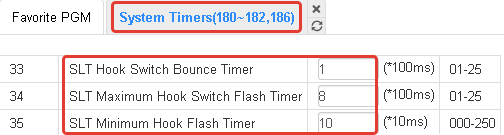 Favorite PGM System Timers(180~182,186)
33 SLT Hook Switch Bounce Timer 1 (*100ms) 01-25
34 SLT Maximum Hook Switch Flash Timer 8 (*100ms) 01-25
35 SLT Minimum Hook Flash Timer 10 (*10ms) 000-250